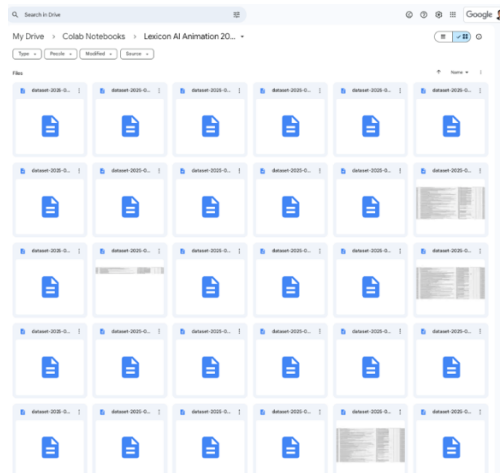 Search in Drive
Google
My Drive > Colab Notebooks > Lexicon AI Animation 20...
Type People Modified Source
Files
Name
dataset-2025-0... dataset-2025-0... dataset-2025-0... dataset-2025-0... dataset-2025-0... dataset-2025-0...
dataset-2025-0... dataset-2025-0... dataset-2025-0... dataset-2025-0... dataset-2025-0... dataset-2025-0...
dataset-2025-0... dataset-2025-0... dataset-2025-0... dataset-2025-0... dataset-2025-0... dataset-2025-0...
dataset-2025-0... dataset-2025-0... dataset-2025-0... dataset-2025-0... dataset-2025-0... dataset-2025-0...
dataset-2025-0... dataset-2025-0... dataset-2025-0... dataset-2025-0... dataset-2025-0... dataset-2025-0...